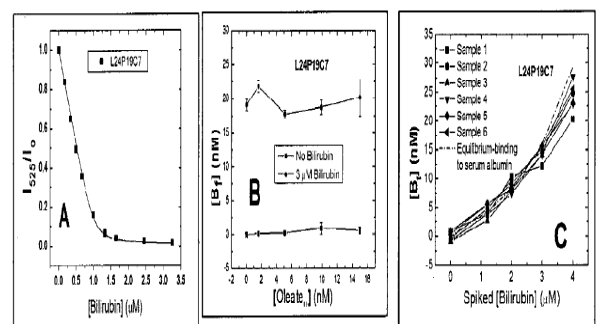 L24P19C7
I525/Io
1.0
0.8
0.6
0.4
0.2
0.0
A
0.0 0.5 1.0 1.5 2.0 2.5 3.0 3.5
[Bilirubin] (µM)
[Bf] (nM)
30
25
20
15
10
5
0
-5
No Bilirubin
3 µM Bilirubin
B
-2 0 2 4 6 8 10 12 14 16 18
[Oleate] (nM)
[Bf] (nM)
35
30
25
20
15
10
5
0
-5
Sample 1
Sample 2
Sample 3
Sample 4
Sample 5
Sample 6
Equilibrium-binding
to serum albumin
L24P19C7
C
0 1 2 3 4
Spiked [Bilirubin] (µM)